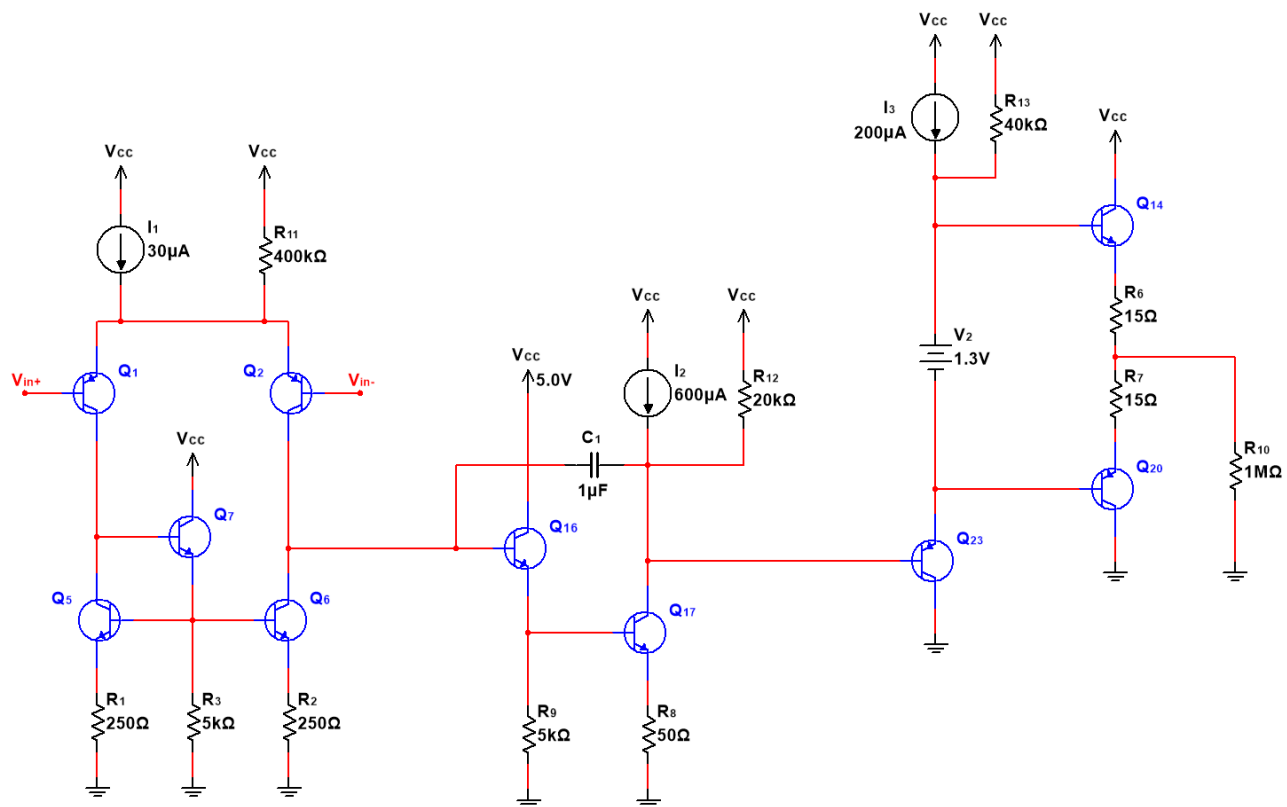 Vcc
Vcc
I3
200µA
R13
40kΩ
Vcc
Q14
Vcc
Vcc
I1
30µA
R11
400kΩ
R6
15Ω
Vcc
Vcc
V2
1.3V
R7
15Ω
Vcc
5.0V
I2
600µA
R12
20kΩ
Vin+
Q1
Q2
Vin-
Vcc
C1
1µF
R10
1MΩ
Q20
Q7
Q16
Q23
Q5
Q6
Q17
R1
250Ω
R3
5kΩ
R2
250Ω
R9
5kΩ
R8
50Ω